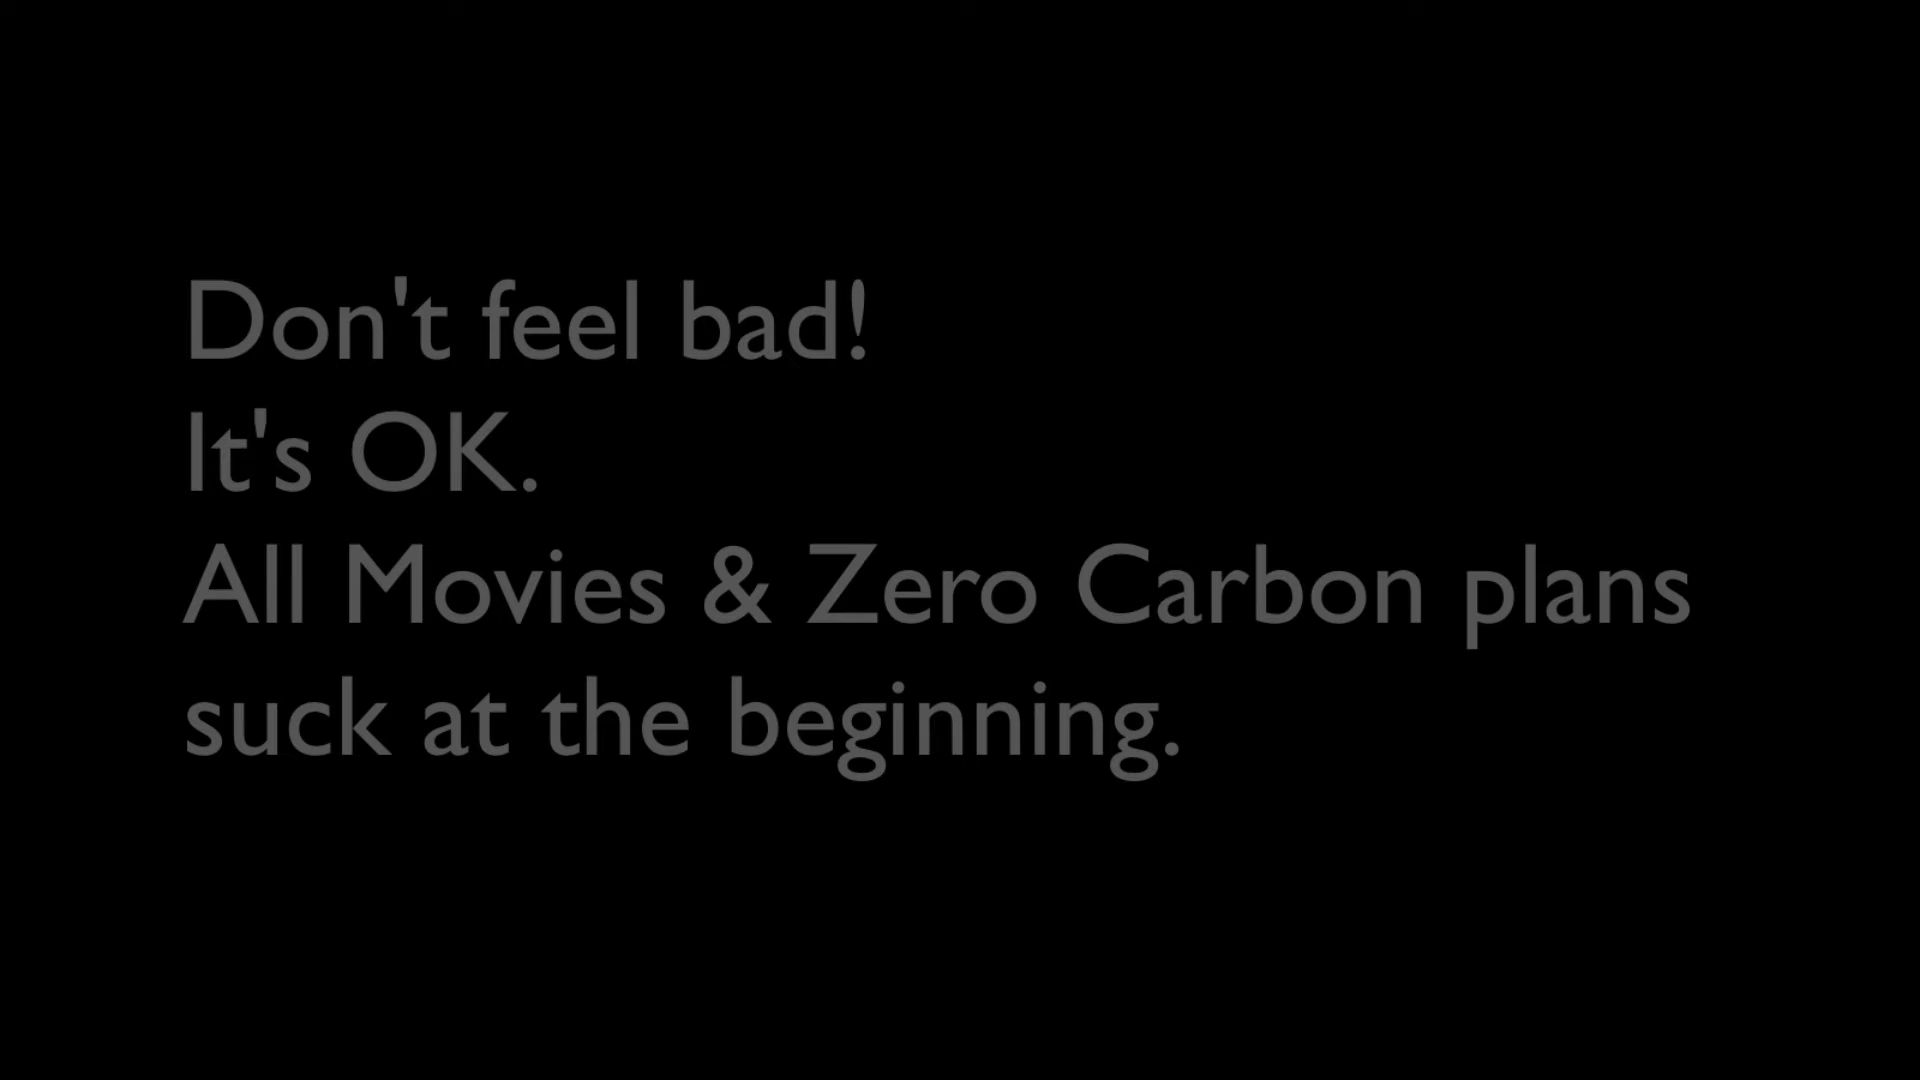 Don't feel bad!
It's OK.
All Movies & Zero Carbon plans
suck at the beginning.